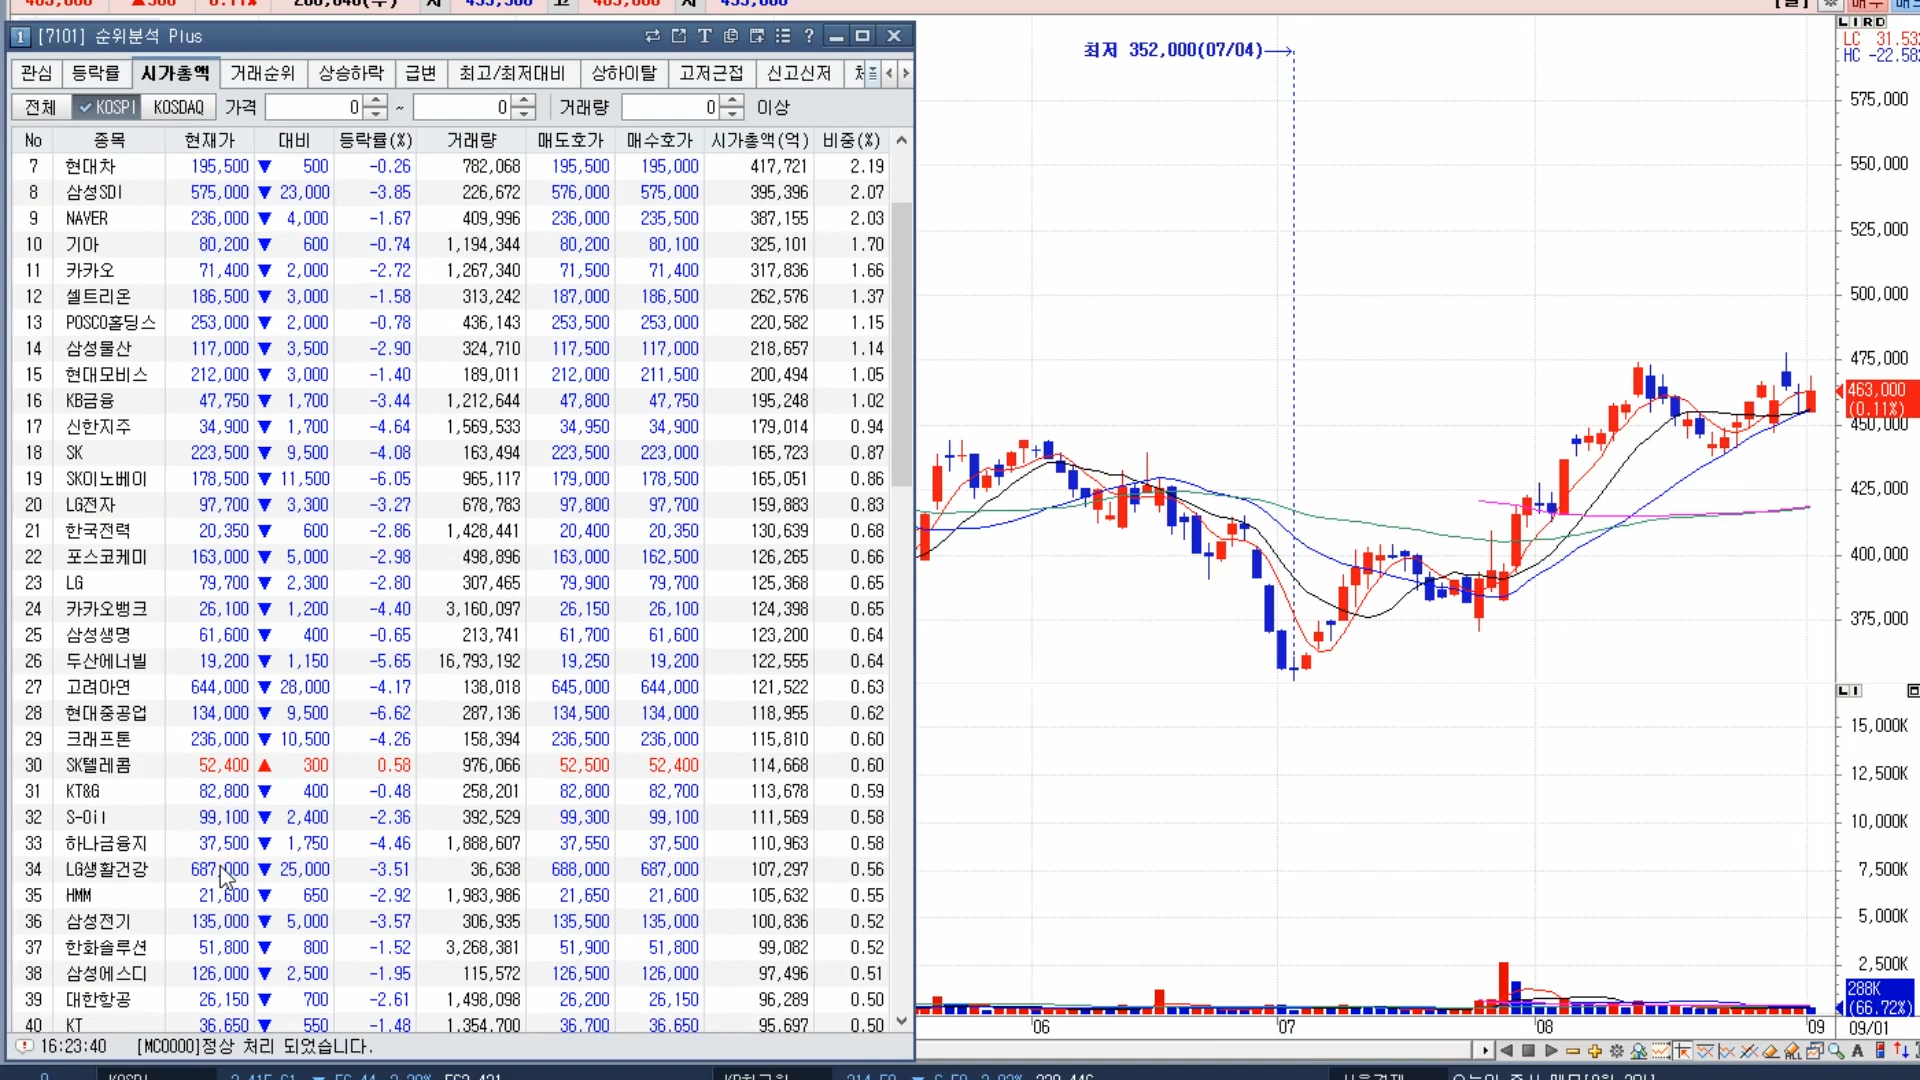 463,000 ▲500 0.11%
[7101] 순위분석 Plus
관심 등락률 시가총액 거래순위 상승하락 급변 최고/최저대비 상하이탈 고저근접 신고신저
전체 KOSPI KOSDAQ 가격 0 ~ 0 거래량 0 이상
No 종목 현재가 대비 등락률(%) 거래량 매도호가 매수호가 시가총액(억) 비중(%)
7 현대차 195,500 ▼ 500 -0.26 782,068 195,500 195,000 417,721 2.19
8 삼성SDI 575,000 ▼ 23,000 -3.85 226,672 576,000 575,000 395,396 2.07
9 NAVER 236,000 ▼ 4,000 -1.67 409,996 236,000 235,500 387,155 2.03
10 기아 80,200 ▼ 600 -0.74 1,194,344 80,200 80,100 325,101 1.70
11 카카오 71,400 ▼ 2,000 -2.72 1,267,340 71,500 71,400 317,836 1.66
12 셀트리온 186,500 ▼ 3,000 -1.58 313,242 187,000 186,500 262,576 1.37
13 POSCO홀딩스 253,000 ▼ 2,000 -0.78 436,143 253,500 253,000 220,582 1.15
14 삼성물산 117,000 ▼ 3,500 -2.90 324,710 117,500 117,000 218,657 1.14
15 현대모비스 212,000 ▼ 3,000 -1.40 189,011 212,000 211,500 200,494 1.05
16 KB금융 47,750 ▼ 1,700 -3.44 1,212,644 47,800 47,750 195,248 1.02
17 신한지주 34,900 ▼ 1,700 -4.64 1,569,533 34,950 34,900 179,014 0.94
18 SK 223,500 ▼ 9,500 -4.08 163,494 223,500 223,000 165,723 0.87
19 SK이노베이 178,500 ▼ 11,500 -6.05 965,117 179,000 178,500 165,051 0.86
20 LG전자 97,700 ▼ 3,300 -3.27 678,783 97,800 97,700 159,883 0.83
21 한국전력 20,350 ▼ 600 -2.86 1,428,441 20,400 20,350 130,639 0.68
22 포스코케미 163,000 ▼ 5,000 -2.98 498,896 163,000 162,500 126,265 0.66
23 LG 79,700 ▼ 2,300 -2.80 307,465 79,900 79,700 125,368 0.65
24 카카오뱅크 26,100 ▼ 1,200 -4.40 3,160,097 26,150 26,100 124,398 0.65
25 삼성생명 61,600 ▼ 400 -0.65 213,741 61,700 61,600 123,200 0.64
26 두산에너빌 19,200 ▼ 1,150 -5.65 16,793,192 19,250 19,200 122,555 0.64
27 고려아연 644,000 ▼ 28,000 -4.17 138,018 645,000 644,000 121,522 0.63
28 현대중공업 134,000 ▼ 9,500 -6.62 287,136 134,500 134,000 118,955 0.62
29 크래프톤 236,000 ▼ 10,500 -4.26 158,394 236,500 236,000 115,810 0.60
30 SK텔레콤 52,400 ▲ 300 0.58 976,066 52,500 52,400 114,668 0.60
31 KT&G 82,800 ▼ 400 -0.48 258,201 82,800 82,700 113,678 0.59
32 S-Oil 99,100 ▼ 2,400 -2.36 392,529 99,300 99,100 111,569 0.58
33 하나금융지 37,500 ▼ 1,750 -4.46 1,888,607 37,550 37,500 110,963 0.58
34 LG생활건강 687,000 ▼ 25,000 -3.51 36,638 688,000 687,000 107,297 0.56
35 HMM 21,600 ▼ 650 -2.92 1,983,986 21,650 21,600 105,632 0.55
36 삼성전기 135,000 ▼ 5,000 -3.57 306,935 135,500 135,000 100,836 0.52
37 한화솔루션 51,800 ▼ 800 -1.52 3,268,381 51,900 51,800 99,082 0.52
38 삼성에스디 126,000 ▼ 2,500 -1.95 115,572 126,500 126,000 97,496 0.51
39 대한항공 26,150 ▼ 700 -2.61 1,498,098 26,200 26,150 96,289 0.50
40 KT 36,650 ▼ 550 -1.48 1,354,700 36,700 36,650 95,697 0.50
16:23:40 [MC0000]정상 처리 되었습니다.
최저 352,000(07/04)
L I R D
LC 31.53
HC -22.58
575,000
550,000
525,000
500,000
475,000
463,000
(0.11%)
450,000
425,000
400,000
375,000
L I
15,000K
12,500K
10,000K
7,500K
5,000K
2,500K
288K
(66.72%)
06 07 08 09 09/01